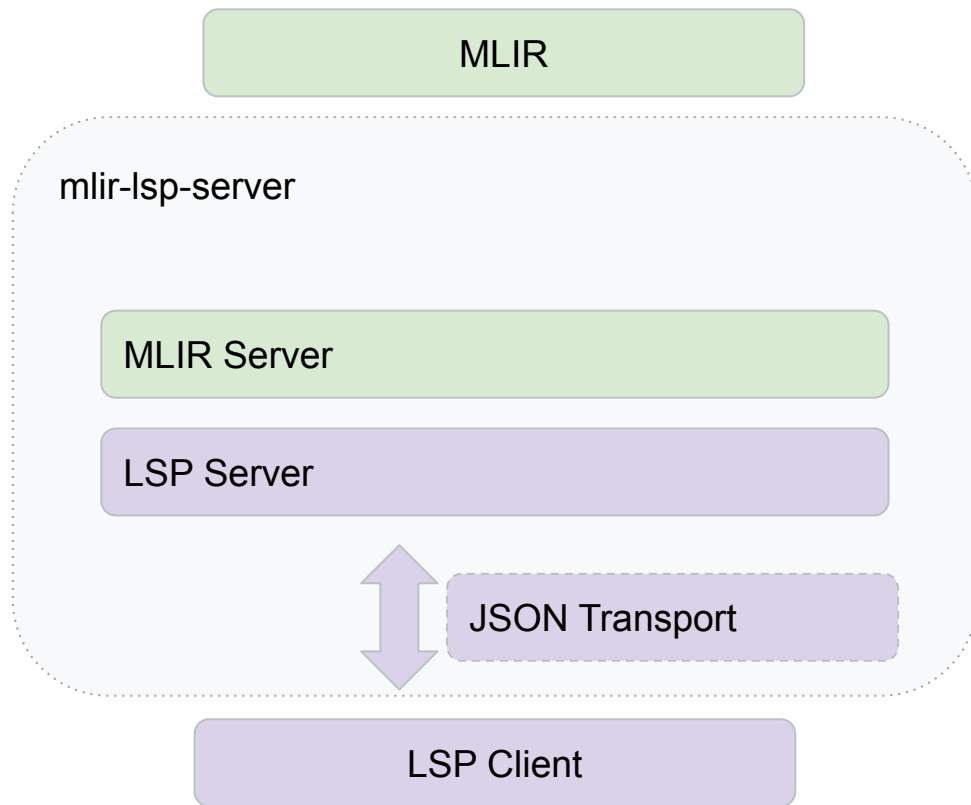 MLIR
mlir-lsp-server
MLIR Server
LSP Server
JSON Transport
LSP Client